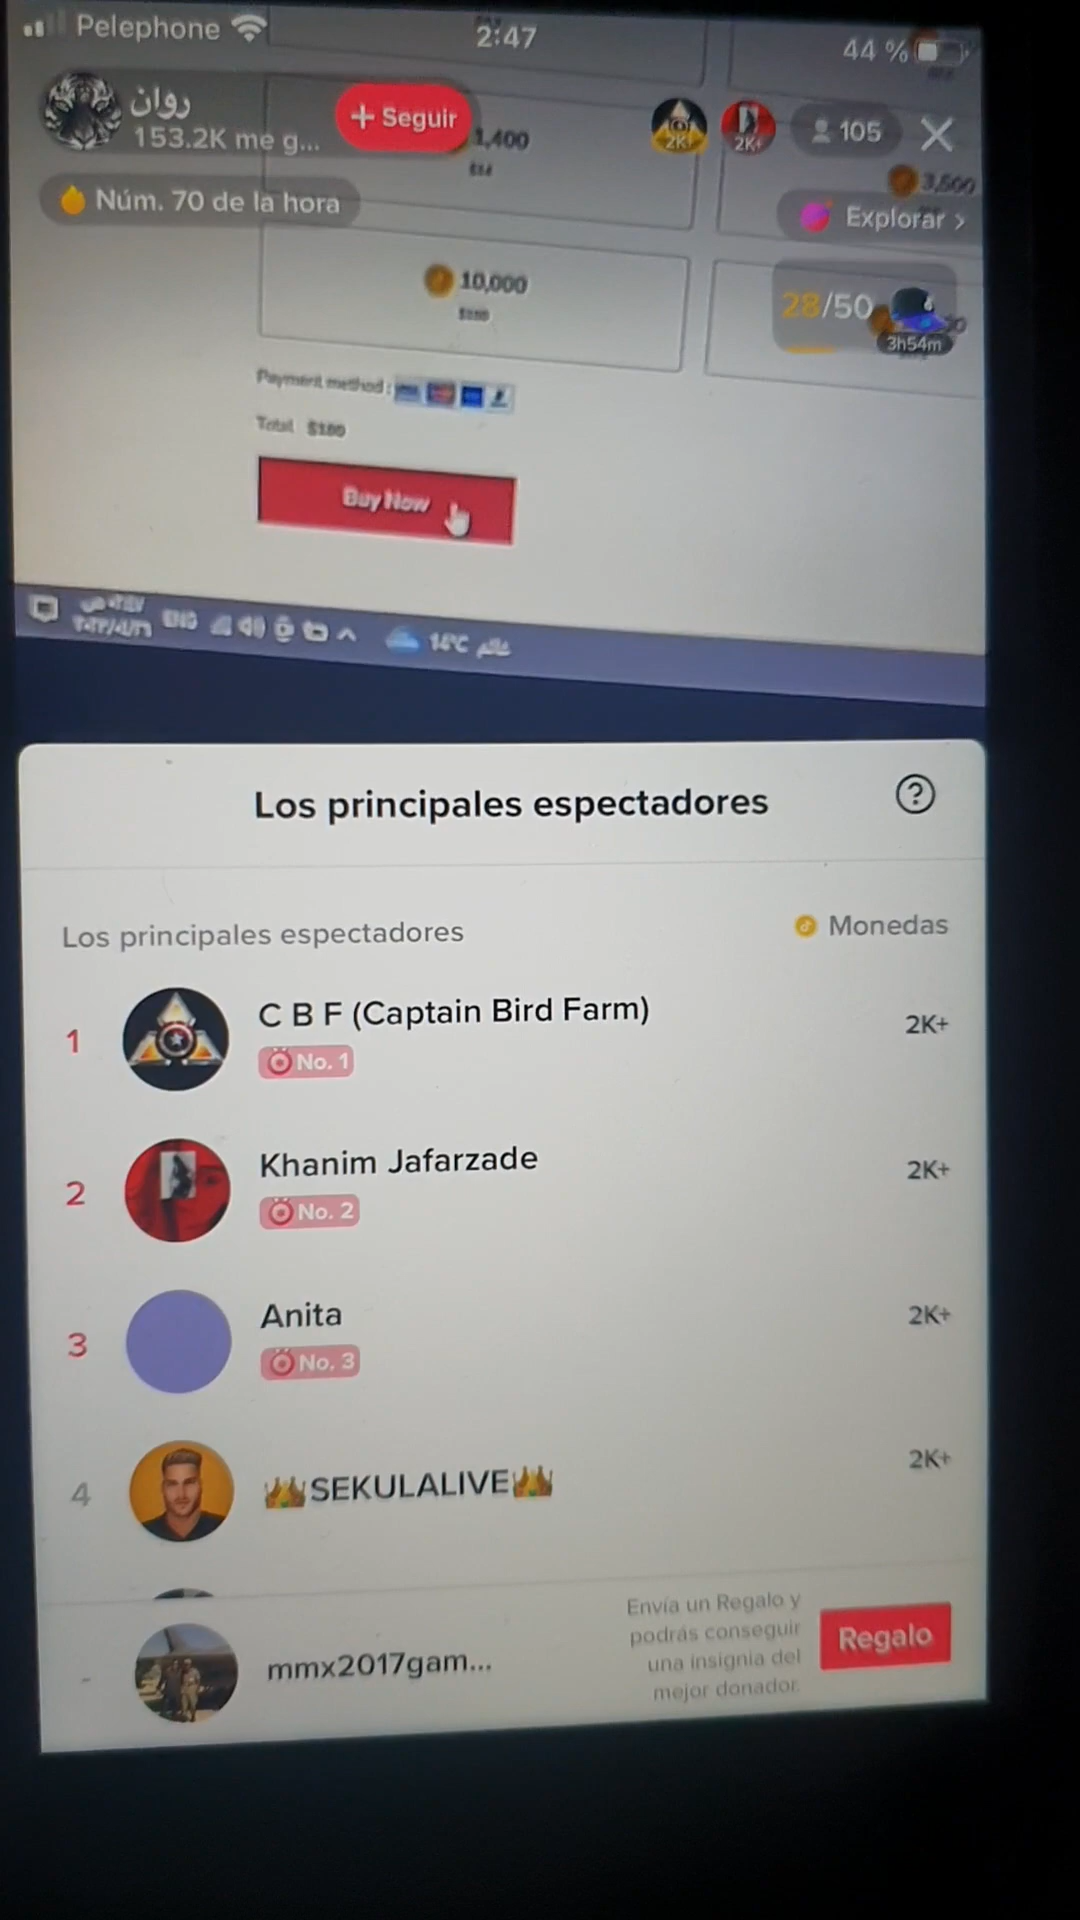 Pelephone
2:47
44 %
روان
153.2K me g...
+ Seguir
2K+
2K+
105
Núm. 70 de la hora
1,400
3,500
Explorar >
10,000
28/50
3h54m
Payment method :
Total $180
Buy Now
ENG
14°C
Los principales espectadores
?
Los principales espectadores
Monedas
1
C B F (Captain Bird Farm)
No. 1
2K+
2
Khanim Jafarzade
No. 2
2K+
3
Anita
No. 3
2K+
4
SEKULALIVE
2K+
-
mmx2017gam...
Envía un Regalo y
podrás conseguir
una insignia del
mejor donador.
Regalo